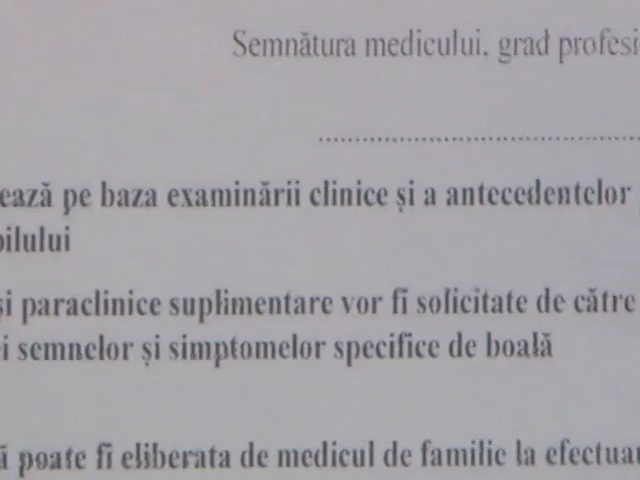 Semnătura medicului, grad profesi
ează pe baza examinării clinice și a antecedentelor
pilului
și paraclinice suplimentare vor fi solicitate de către
i semnelor și simptomelor specifice de boală
ă poate fi eliberata de medicul de familie la efectua